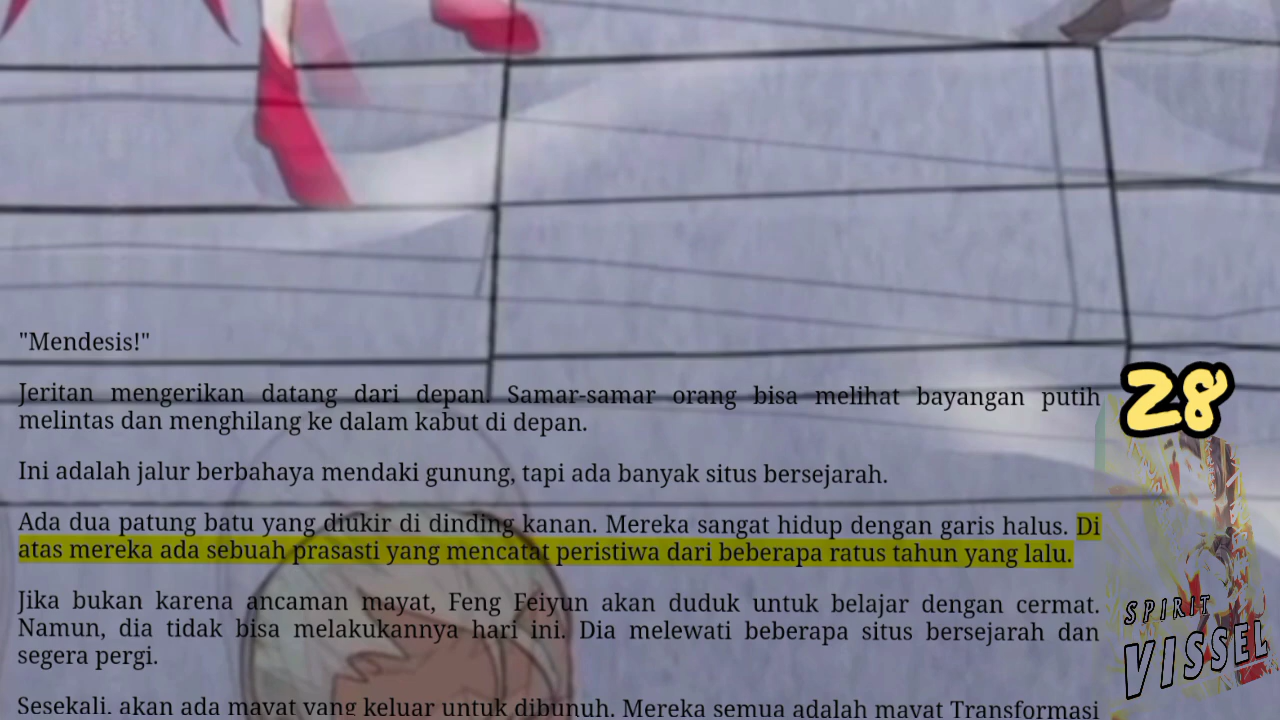 "Mendesis!"
Jeritan mengerikan datang dari depan. Samar-samar orang bisa melihat bayangan putih
melintas dan menghilang ke dalam kabut di depan.
Ini adalah jalur berbahaya mendaki gunung, tapi ada banyak situs bersejarah.
Ada dua patung batu yang diukir di dinding kanan. Mereka sangat hidup dengan garis halus. Di
atas mereka ada sebuah prasasti yang mencatat peristiwa dari beberapa ratus tahun yang lalu.
Jika bukan karena ancaman mayat, Feng Feiyun akan duduk untuk belajar dengan cermat.
Namun, dia tidak bisa melakukannya hari ini. Dia melewati beberapa situs bersejarah dan
segera pergi.
Sesekali, akan ada mayat yang keluar untuk dibunuh. Mereka semua adalah mayat Transformasi
28
SPIRIT
VISSEL